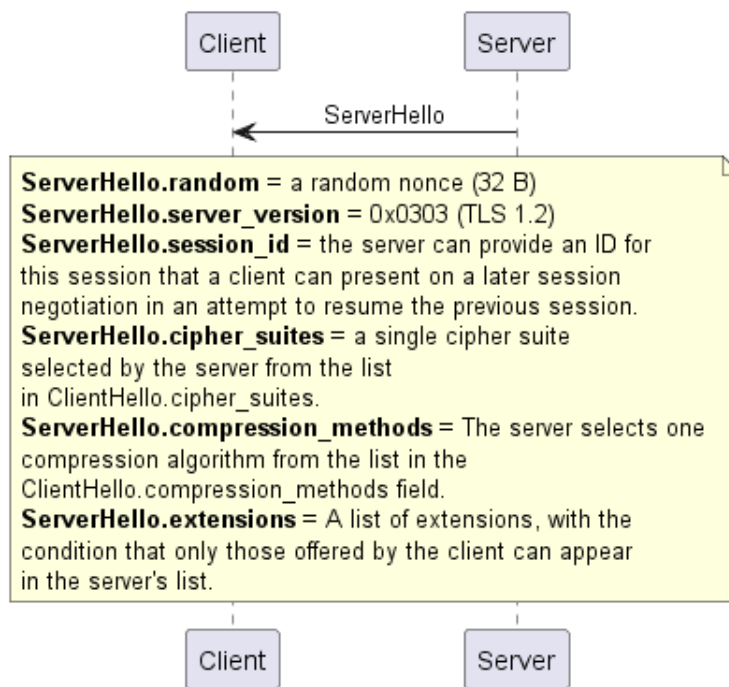 Client Server
ServerHello
ServerHello.random = a random nonce (32 B)
ServerHello.server_version = 0x0303 (TLS 1.2)
ServerHello.session_id = the server can provide an ID for
this session that a client can present on a later session
negotiation in an attempt to resume the previous session.
ServerHello.cipher_suites = a single cipher suite
selected by the server from the list
in ClientHello.cipher_suites.
ServerHello.compression_methods = The server selects one
compression algorithm from the list in the
ClientHello.compression_methods field.
ServerHello.extensions = A list of extensions, with the
condition that only those offered by the client can appear
in the server's list.
Client Server